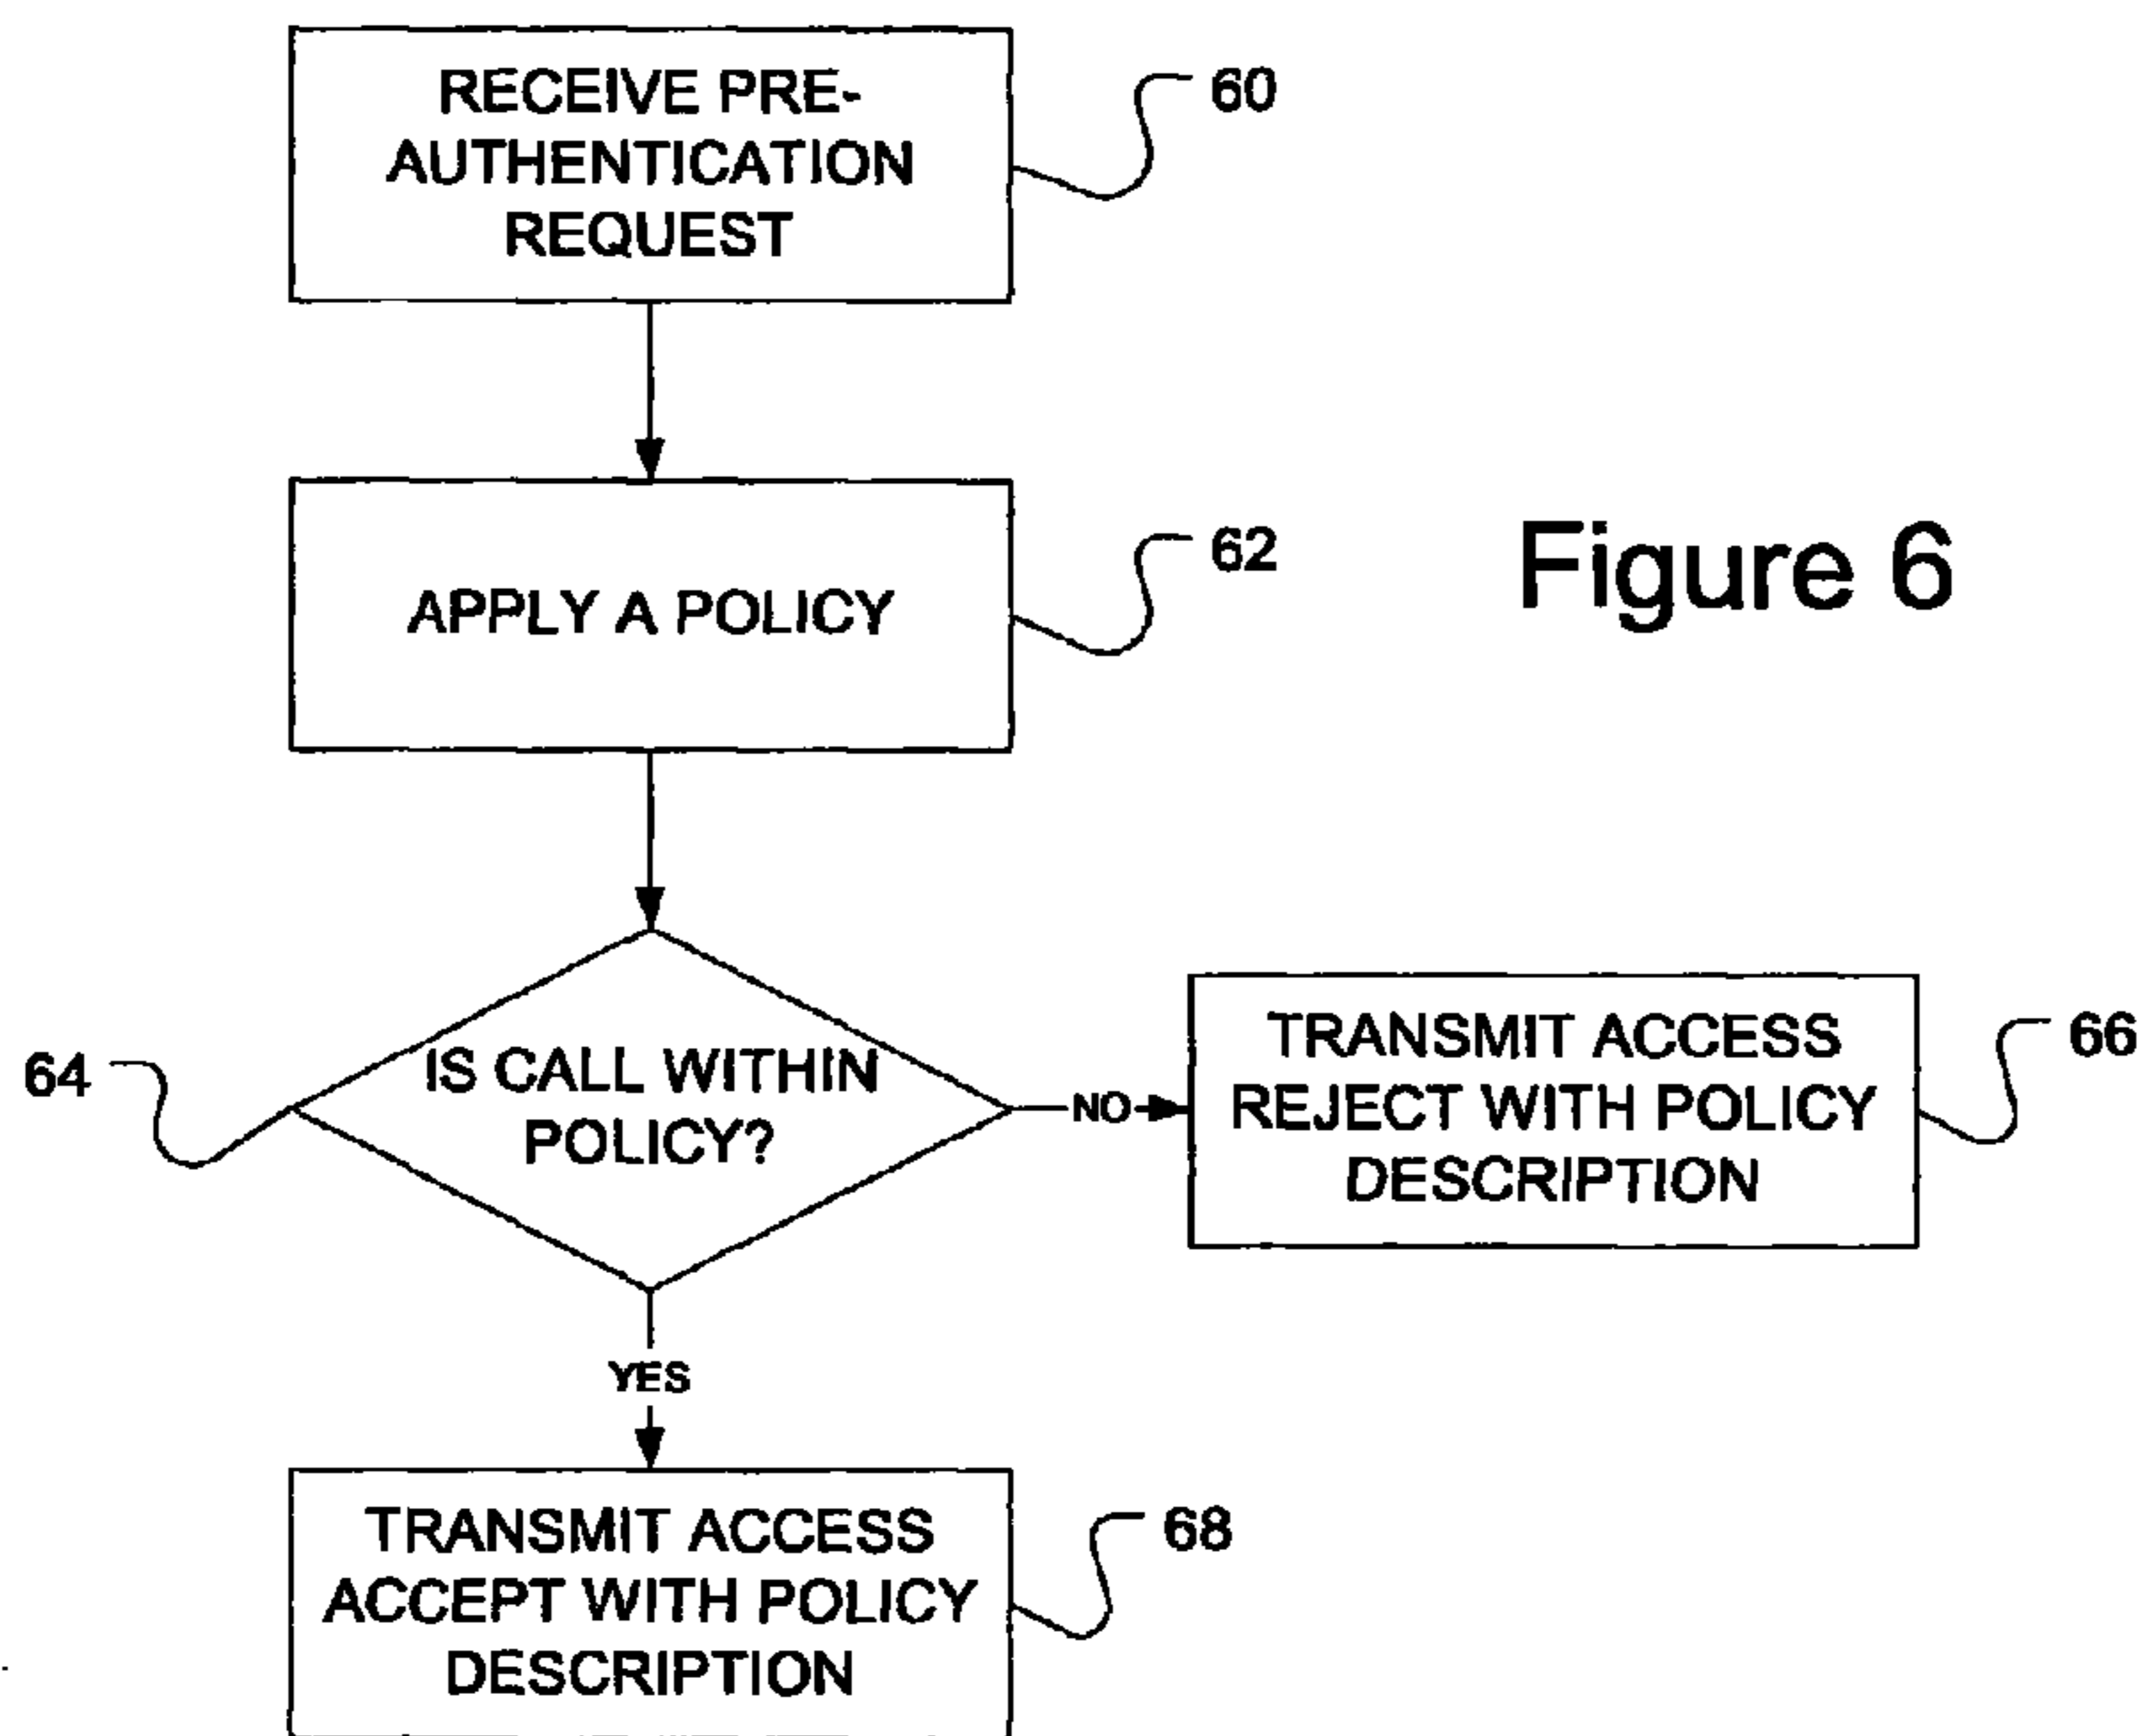 RECEIVE PRE-
AUTHENTICATION
REQUEST
60
APPLY A POLICY
62
Figure 6
IS CALL WITHIN
POLICY?
64
NO
TRANSMIT ACCESS
REJECT WITH POLICY
DESCRIPTION
66
YES
TRANSMIT ACCESS
ACCEPT WITH POLICY
DESCRIPTION
68